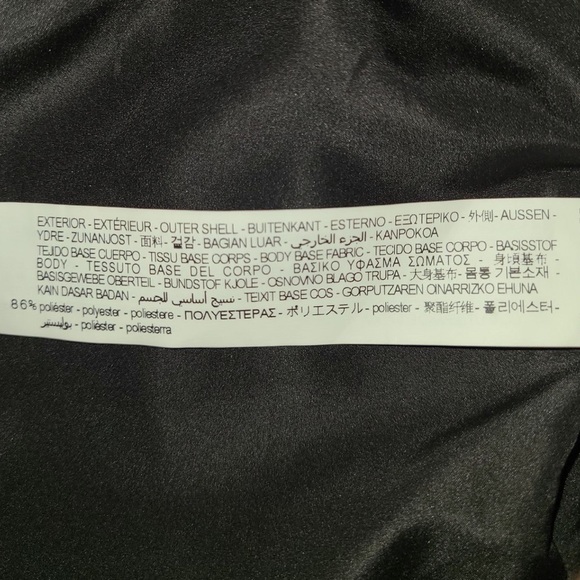 EXTERIOR - EXTÉRIEUR - OUTER SHELL - BUITENKANT - ESTERNO - ΕΞΩΤΕΡΙΚΟ - 外側 - AUSSEN -
YDRE - ZUNANJOST - 面料 - 겉감 - BAGIAN LUAR - الجزء الخارجي - KANPOKOA
TEJIDO BASE CUERPO - TISSU BASE CORPS - BODY BASE FABRIC - TECIDO BASE CORPO - BASISSTOF
BODY - TESSUTO BASE DEL CORPO - ΒΑΣΙΚΟ ΥΦΑΣΜΑ ΣΩΜΑΤΟΣ - 身頃基布 -
BASISGEWEBE OBERTEIL - BUNDSTOF KJOLE - OSNOVNO BLAGO TRUPA - 大身基布 - 몸통 기본소재 -
KAIN DASAR BADAN - نسيج أساسي للجسم - TEIXIT BASE COS - GORPUTZAREN OINARRIZKO EHUNA
86% poliéster - polyester - poliestere - ΠΟΛΥΕΣΤΕΡΑΣ - ポリエステル - poliester - 聚酯纤维 - 폴리에스터 -
بوليستير - polièster - poliesterra